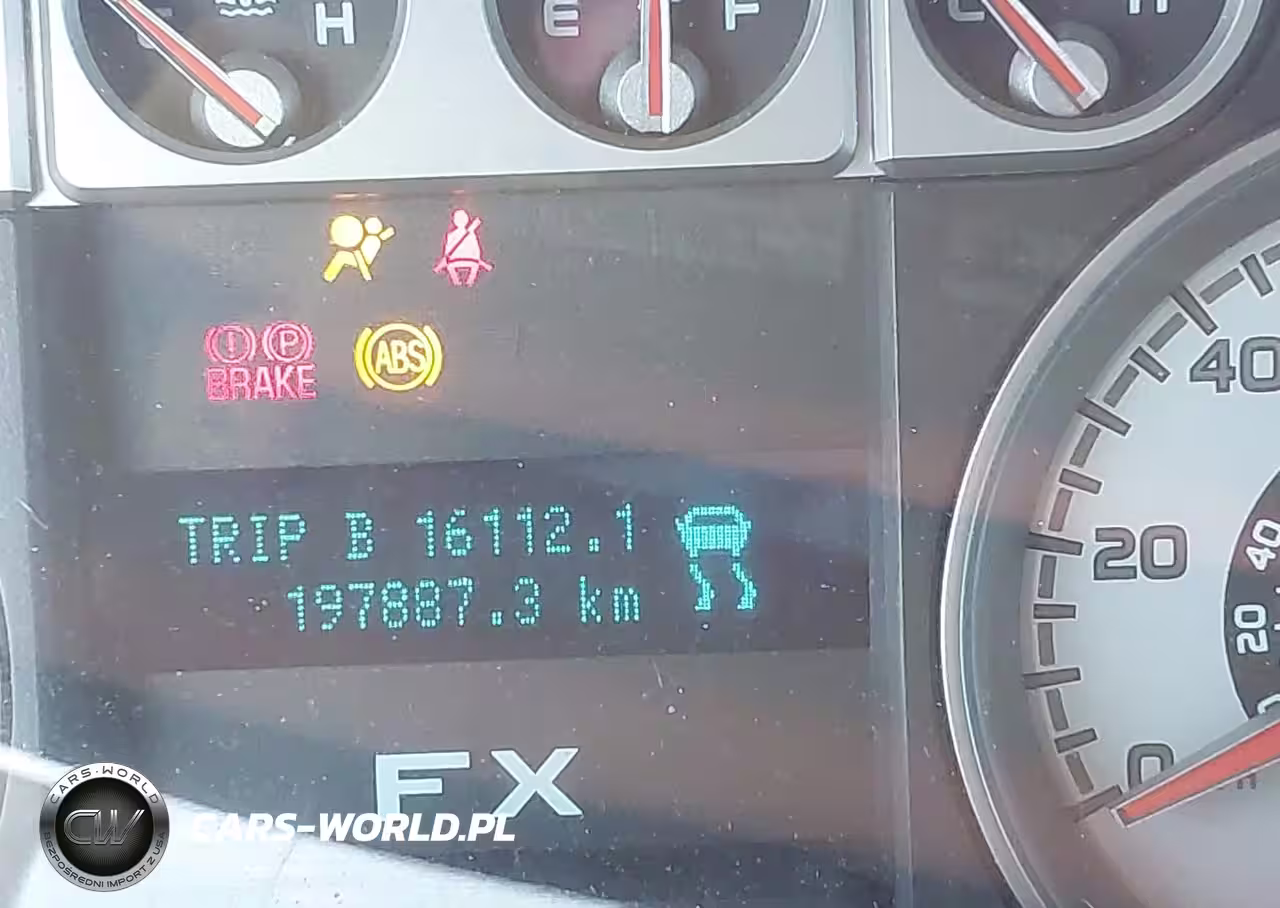 H
E
F
C
H
P
BRAKE
ABS
40
TRIP B 16112.1
197887.3 km
20
40
20
0
FX
CARS-WORLD
CW
BEZPOŚREDNI IMPORT Z USA
CARS-WORLD.PL